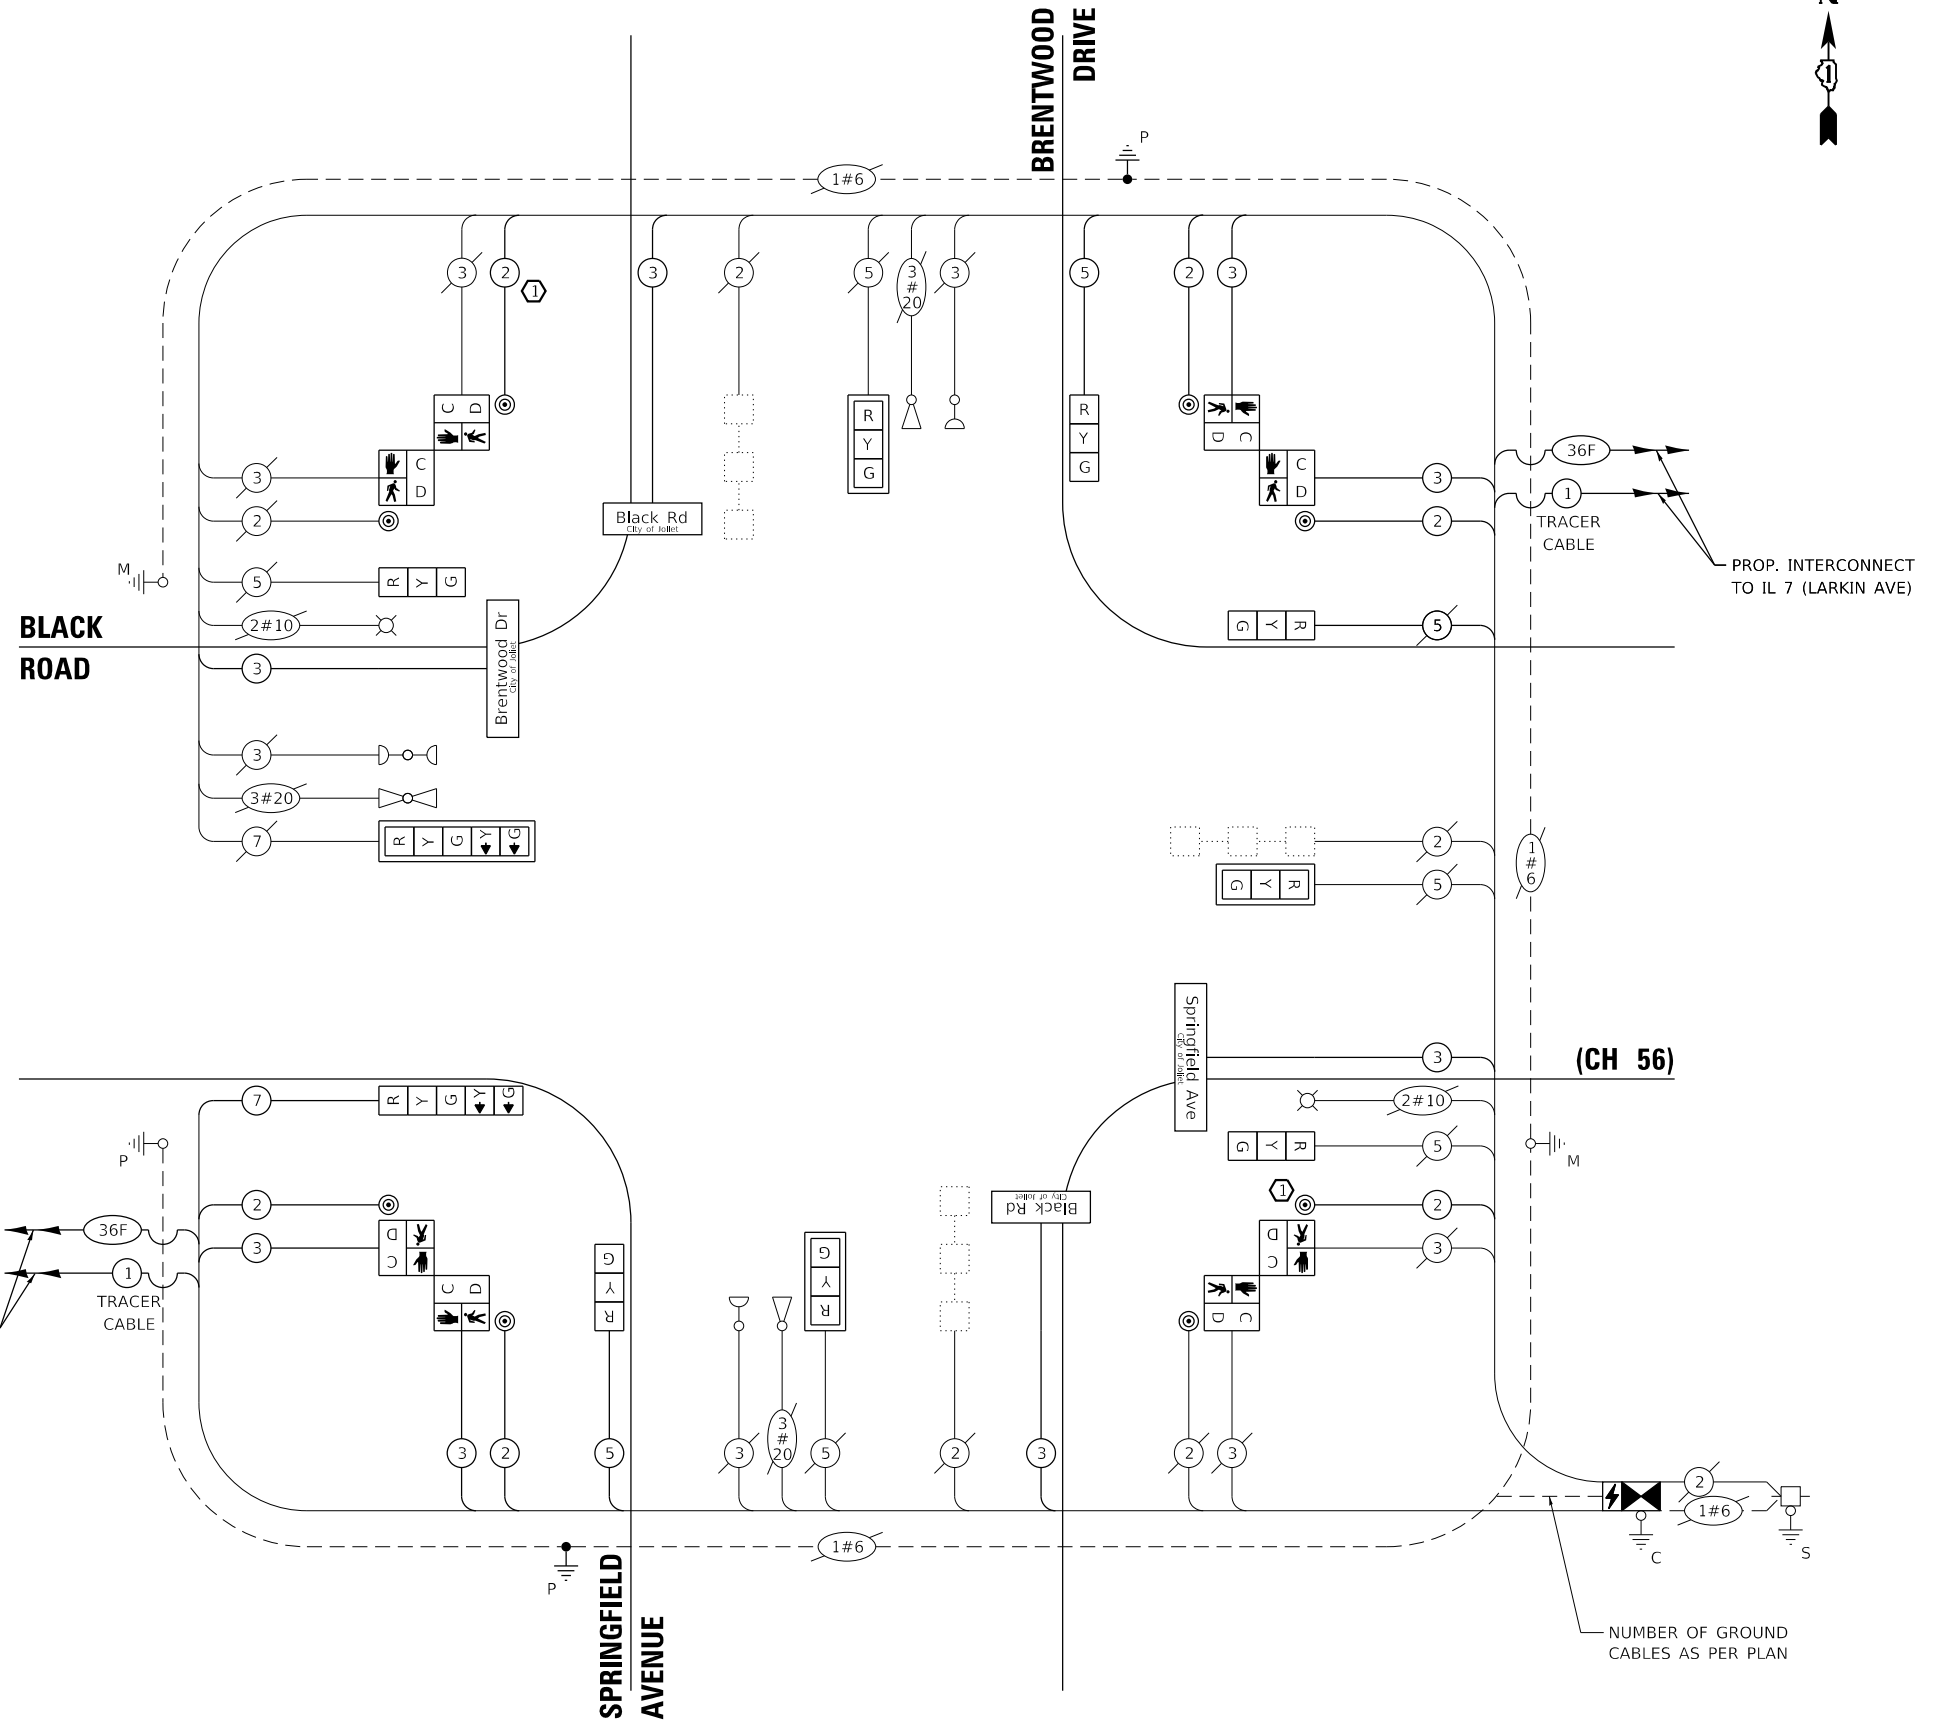 N
1
BRENTWOOD
DRIVE
P
1#6
3
2
1
3
2
5
3
#
20
3
5
2
3
C
D
R
Y
G
R
Y
G
D
C
C
D
C
D
3
2
3
2
36F
1
TRACER
CABLE
PROP. INTERCONNECT
TO IL 7 (LARKIN AVE)
Black Rd
City of Joliet
M
5
R
Y
G
2#10
BLACK
ROAD
3
Brentwood Dr
City of Joliet
G
Y
R
5
3
3#20
7
R
Y
G
Y
G
2
G
Y
R
5
1
#
6
Springfield Ave
City of Joliet
3
(CH 56)
2#10
G
Y
R
5
M
7
R
Y
G
Y
G
P
2
3
36F
1
TRACER
CABLE
D
C
C
D
G
Y
R
G
Y
R
Black Rd
City of Joliet
1
2
3
D
C
D
C
3
2
5
3
3
#
20
5
2
3
2
3
2
1#6
C
S
P
1#6
SPRINGFIELD
AVENUE
NUMBER OF GROUND
CABLES AS PER PLAN